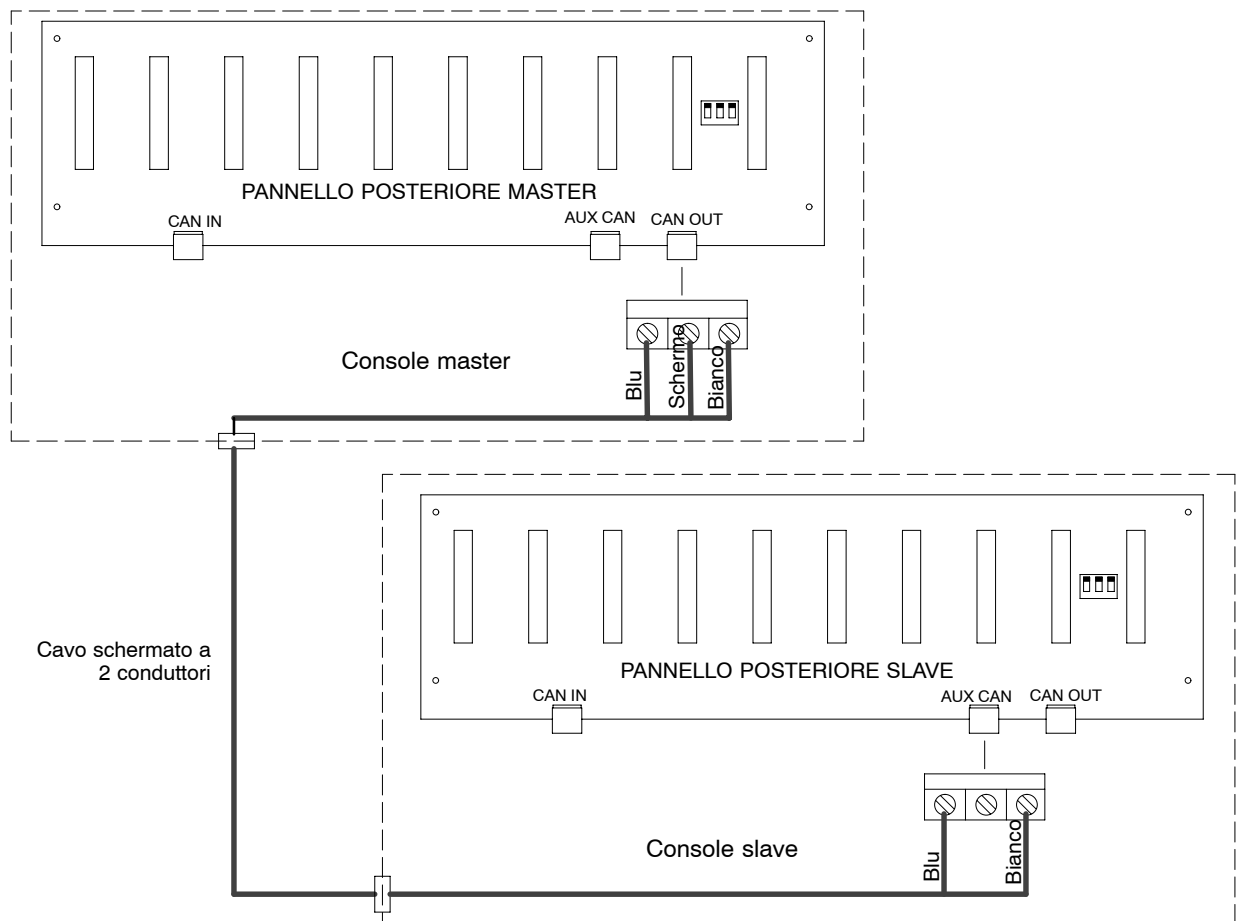 PANNELLO POSTERIORE MASTER
CAN IN
AUX CAN
CAN OUT
Console master
Blu
Schermo
Bianco
Cavo schermato a
2 conduttori
PANNELLO POSTERIORE SLAVE
CAN IN
AUX CAN
CAN OUT
Console slave
Blu
Bianco